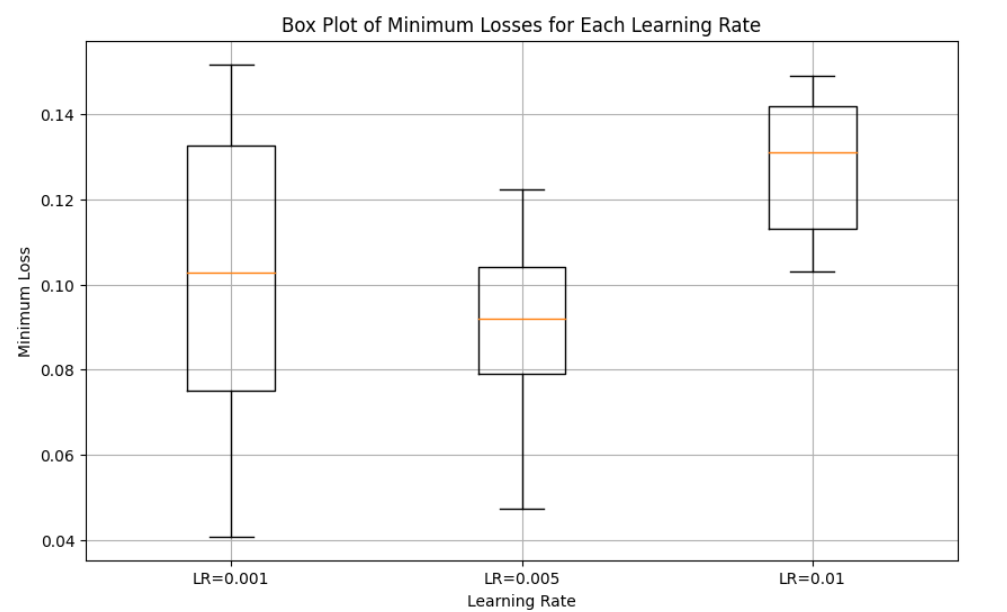 Box Plot of Minimum Losses for Each Learning Rate
Minimum Loss
0.14
0.12
0.10
0.08
0.06
0.04
LR=0.001 LR=0.005 LR=0.01
Learning Rate